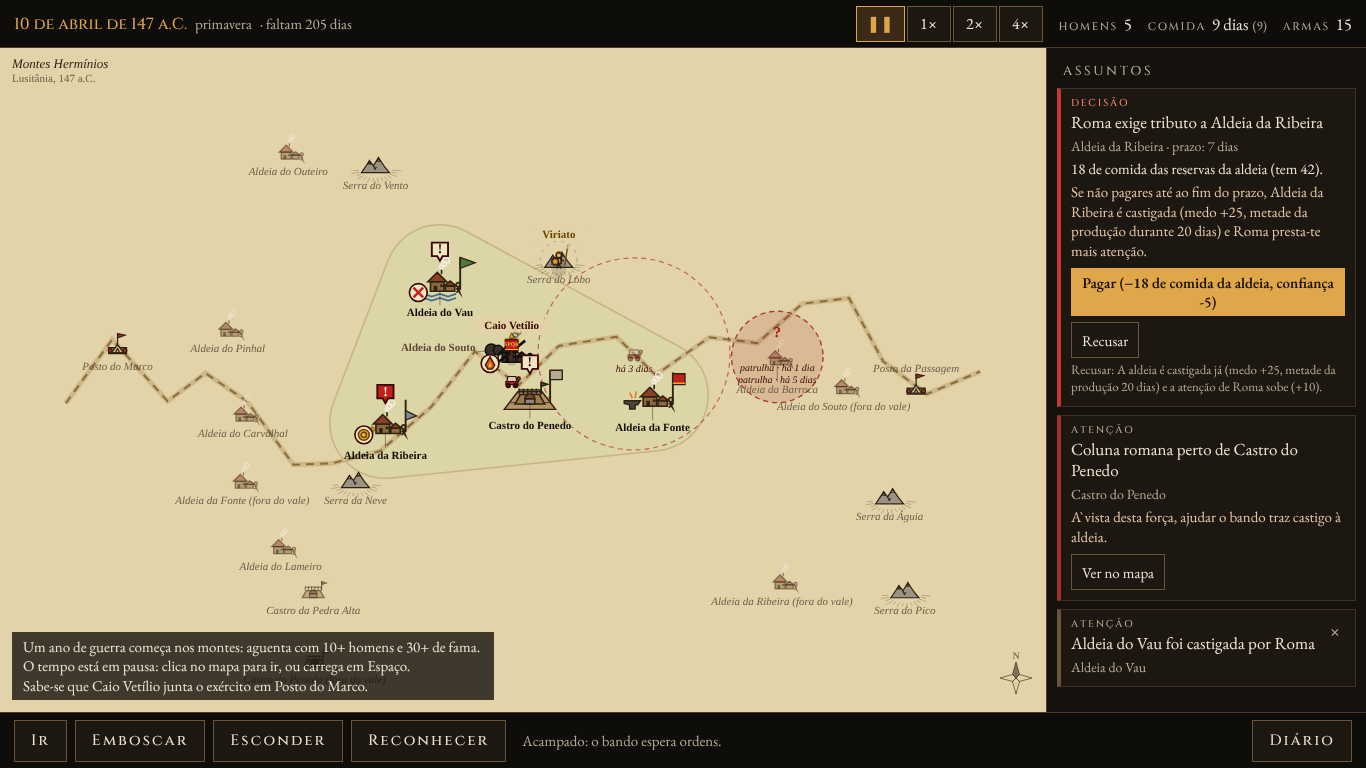 10 DE ABRIL DE 147 A.C. primavera · faltam 205 dias
❚❚ 1× 2× 4×
HOMENS 5 COMIDA 9 dias (9) ARMAS 15
Montes Hermínios
Lusitânia, 147 a.C.
Aldeia do Outeiro
Serra do Vento
Viriato
Serra do Lobo
Aldeia do Vau
Caio Vetílio
SPQR
Aldeia do Souto
Aldeia do Pinhal
Posto do Marco
há 3 dias
?
patrulha · há 1 dia
patrulha · há 5 dias
Aldeia da Barroca
Posto da Passagem
Aldeia do Souto (fora do vale)
Castro do Penedo
Aldeia da Fonte
Aldeia do Carvalhal
Aldeia da Ribeira
Aldeia da Fonte (fora do vale)
Serra da Neve
Serra da Águia
Aldeia do Lameiro
Castro da Pedra Alta
Aldeia da Ribeira (fora do vale)
Serra do Pico
N
Um ano de guerra começa nos montes: aguenta com 10+ homens e 30+ de fama.
O tempo está em pausa: clica no mapa para ir, ou carrega em Espaço.
Sabe-se que Caio Vetílio junta o exército em Posto do Marco.
ASSUNTOS
DECISÃO
Roma exige tributo a Aldeia da Ribeira
Aldeia da Ribeira · prazo: 7 dias
18 de comida das reservas da aldeia (tem 42).
Se não pagares até ao fim do prazo, Aldeia da
Ribeira é castigada (medo +25, metade da
produção durante 20 dias) e Roma presta-te
mais atenção.
Pagar (−18 de comida da aldeia, confiança
-5)
Recusar
Recusar: A aldeia é castigada já (medo +25, metade da
produção 20 dias) e a atenção de Roma sobe (+10).
ATENÇÃO
Coluna romana perto de Castro do
Penedo
Castro do Penedo
À vista desta força, ajudar o bando traz castigo à
aldeia.
Ver no mapa
ATENÇÃO
Aldeia do Vau foi castigada por Roma ×
Aldeia do Vau
IR EMBOSCAR ESCONDER RECONHECER Acampado: o bando espera ordens. DIÁRIO